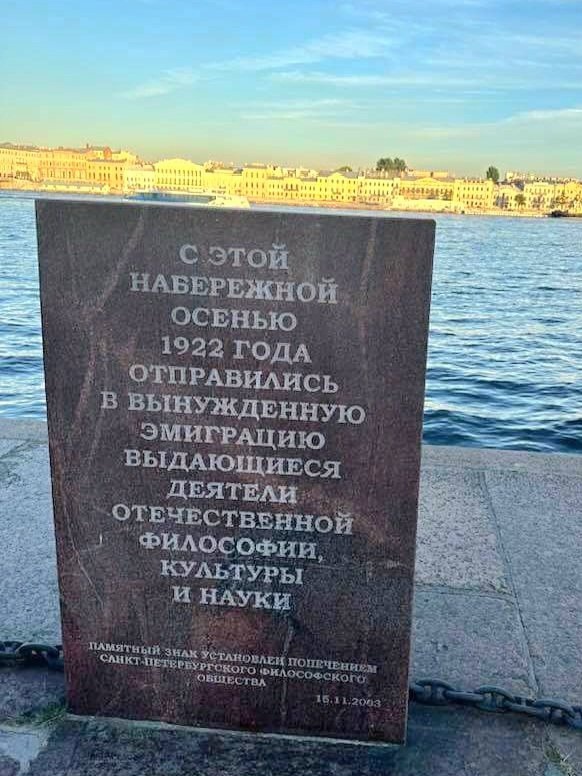 С ЭТОЙ
НАБЕРЕЖНОЙ
ОСЕНЬЮ
1922 ГОДА
ОТПРАВИЛИСЬ
В ВЫНУЖДЕННУЮ
ЭМИГРАЦИЮ
ВЫДАЮЩИЕСЯ
ДЕЯТЕЛИ
ОТЕЧЕСТВЕННОЙ
ФИЛОСОФИИ,
КУЛЬТУРЫ
И НАУКИ
ПАМЯТНЫЙ ЗНАК УСТАНОВЛЕН ПОПЕЧЕНИЕМ
САНКТ-ПЕТЕРБУРГСКОГО ФИЛОСОФСКОГО
ОБЩЕСТВА
15.11.2003